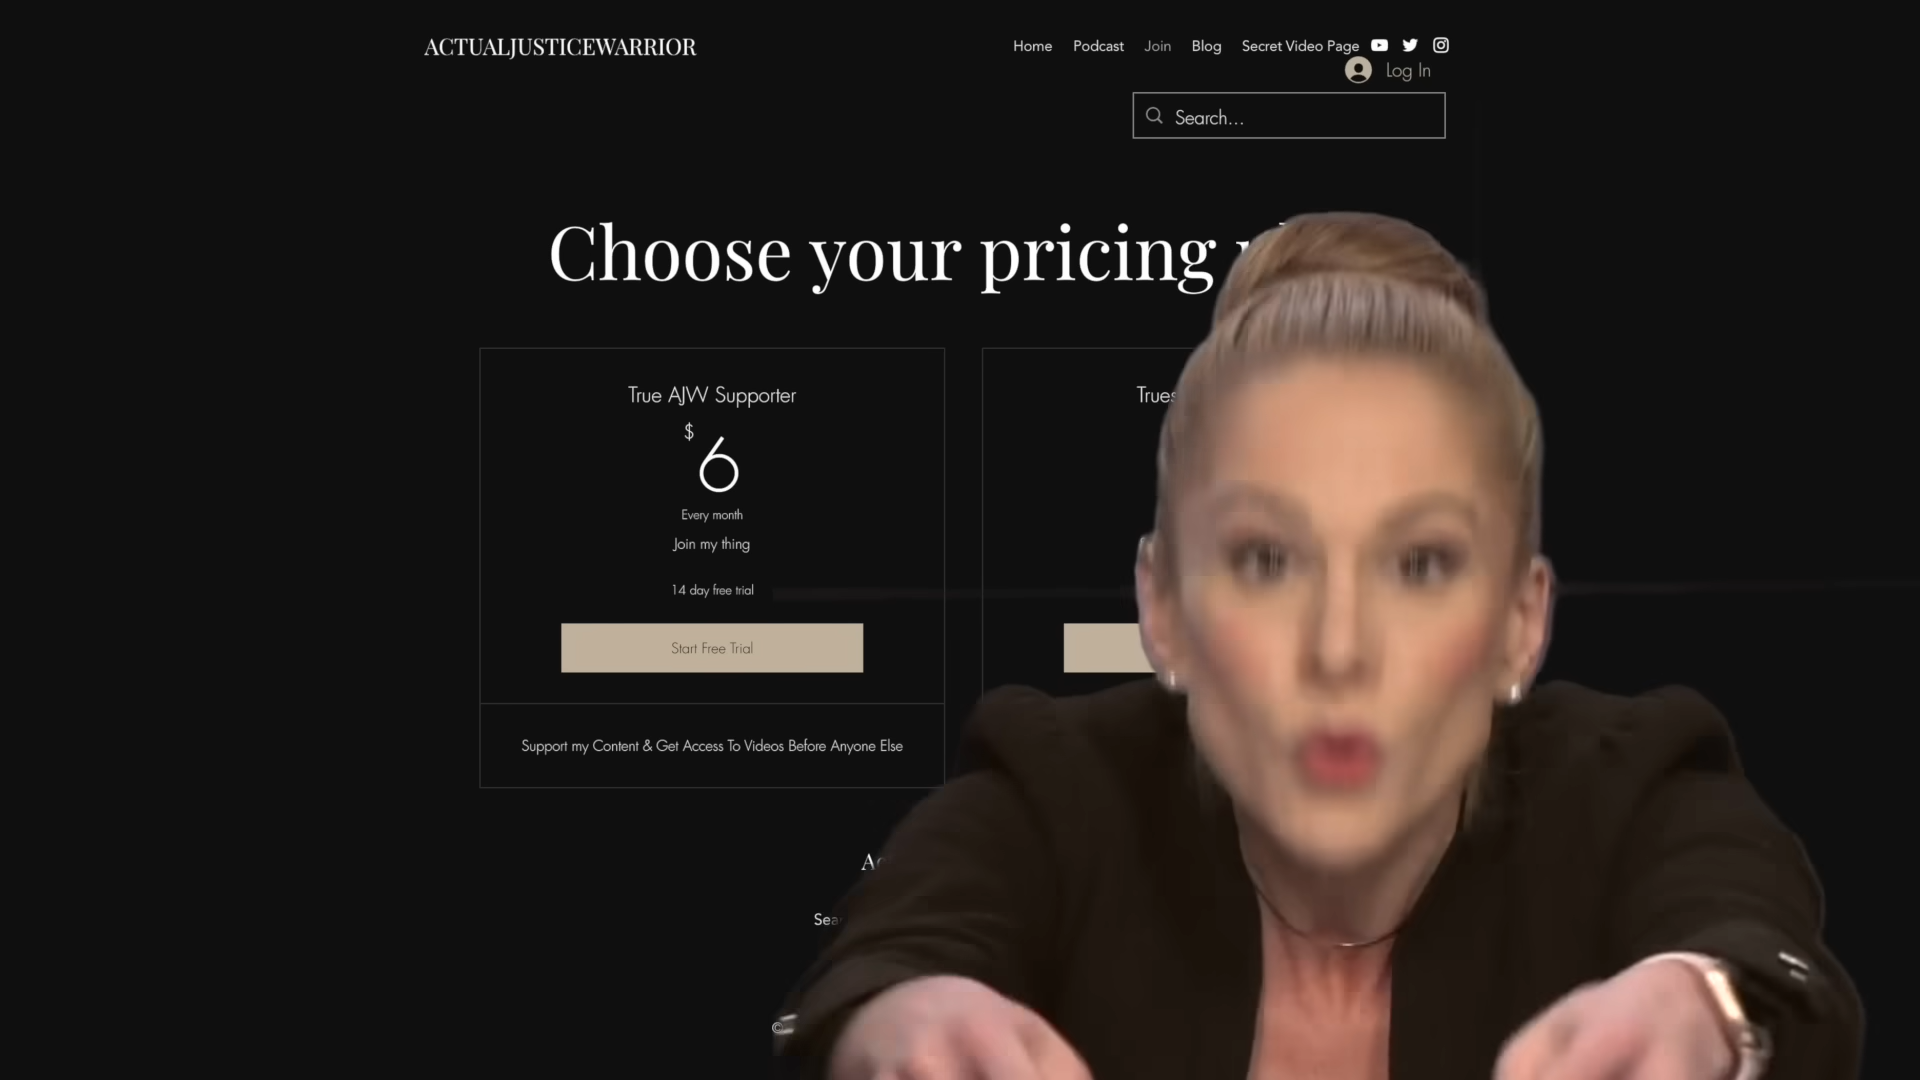 ACTUALJUSTICEWARRIOR
Home Podcast Join Blog Secret Video Page
Log In
Search...
Choose your pricing
True AJW Supporter
$
6
Every month
Join my thing
14 day free trial
Start Free Trial
Support my Content & Get Access To Videos Before Anyone Else
©